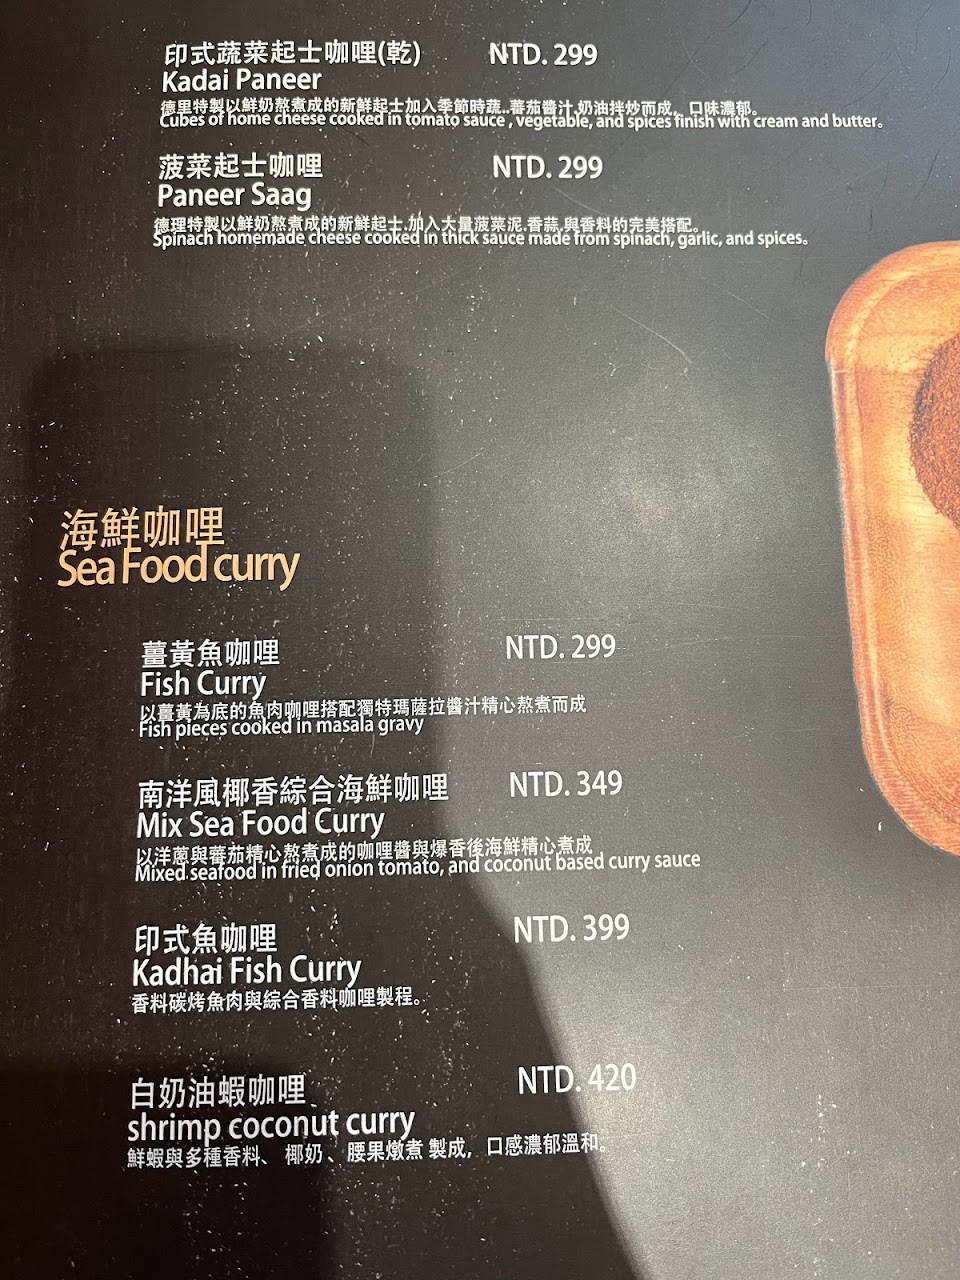 印式蔬菜起士咖哩(乾) NTD. 299
Kadai Paneer
德里特製以鮮奶熬煮成的新鮮起士加入季節時蔬..蕃茄醬汁.奶油拌炒而成。口味濃郁。
Cubes of home cheese cooked in tomato sauce , vegetable, and spices finish with cream and butter。
菠菜起士咖哩 NTD. 299
Paneer Saag
德理特製以鮮奶熬煮成的新鮮起士.加入大量菠菜泥.香蒜.與香料的完美搭配。
Spinach homemade cheese cooked in thick sauce made from spinach, garlic, and spices。
海鮮咖哩
Sea Food curry
薑黃魚咖哩 NTD. 299
Fish Curry
以薑黃為底的魚肉咖哩搭配獨特瑪薩拉醬汁精心熬煮而成
Fish pieces cooked in masala gravy
南洋風椰香綜合海鮮咖哩 NTD. 349
Mix Sea Food Curry
以洋蔥與蕃茄精心熬煮成的咖哩醬與爆香後海鮮精心煮成
Mixed seafood in fried onion tomato, and coconut based curry sauce
印式魚咖哩 NTD. 399
Kadhai Fish Curry
香料碳烤魚肉與綜合香料咖哩製程。
白奶油蝦咖哩 NTD. 420
shrimp coconut curry
鮮蝦與多種香料、 椰奶 、腰果燉煮 製成， 口感濃郁溫和。